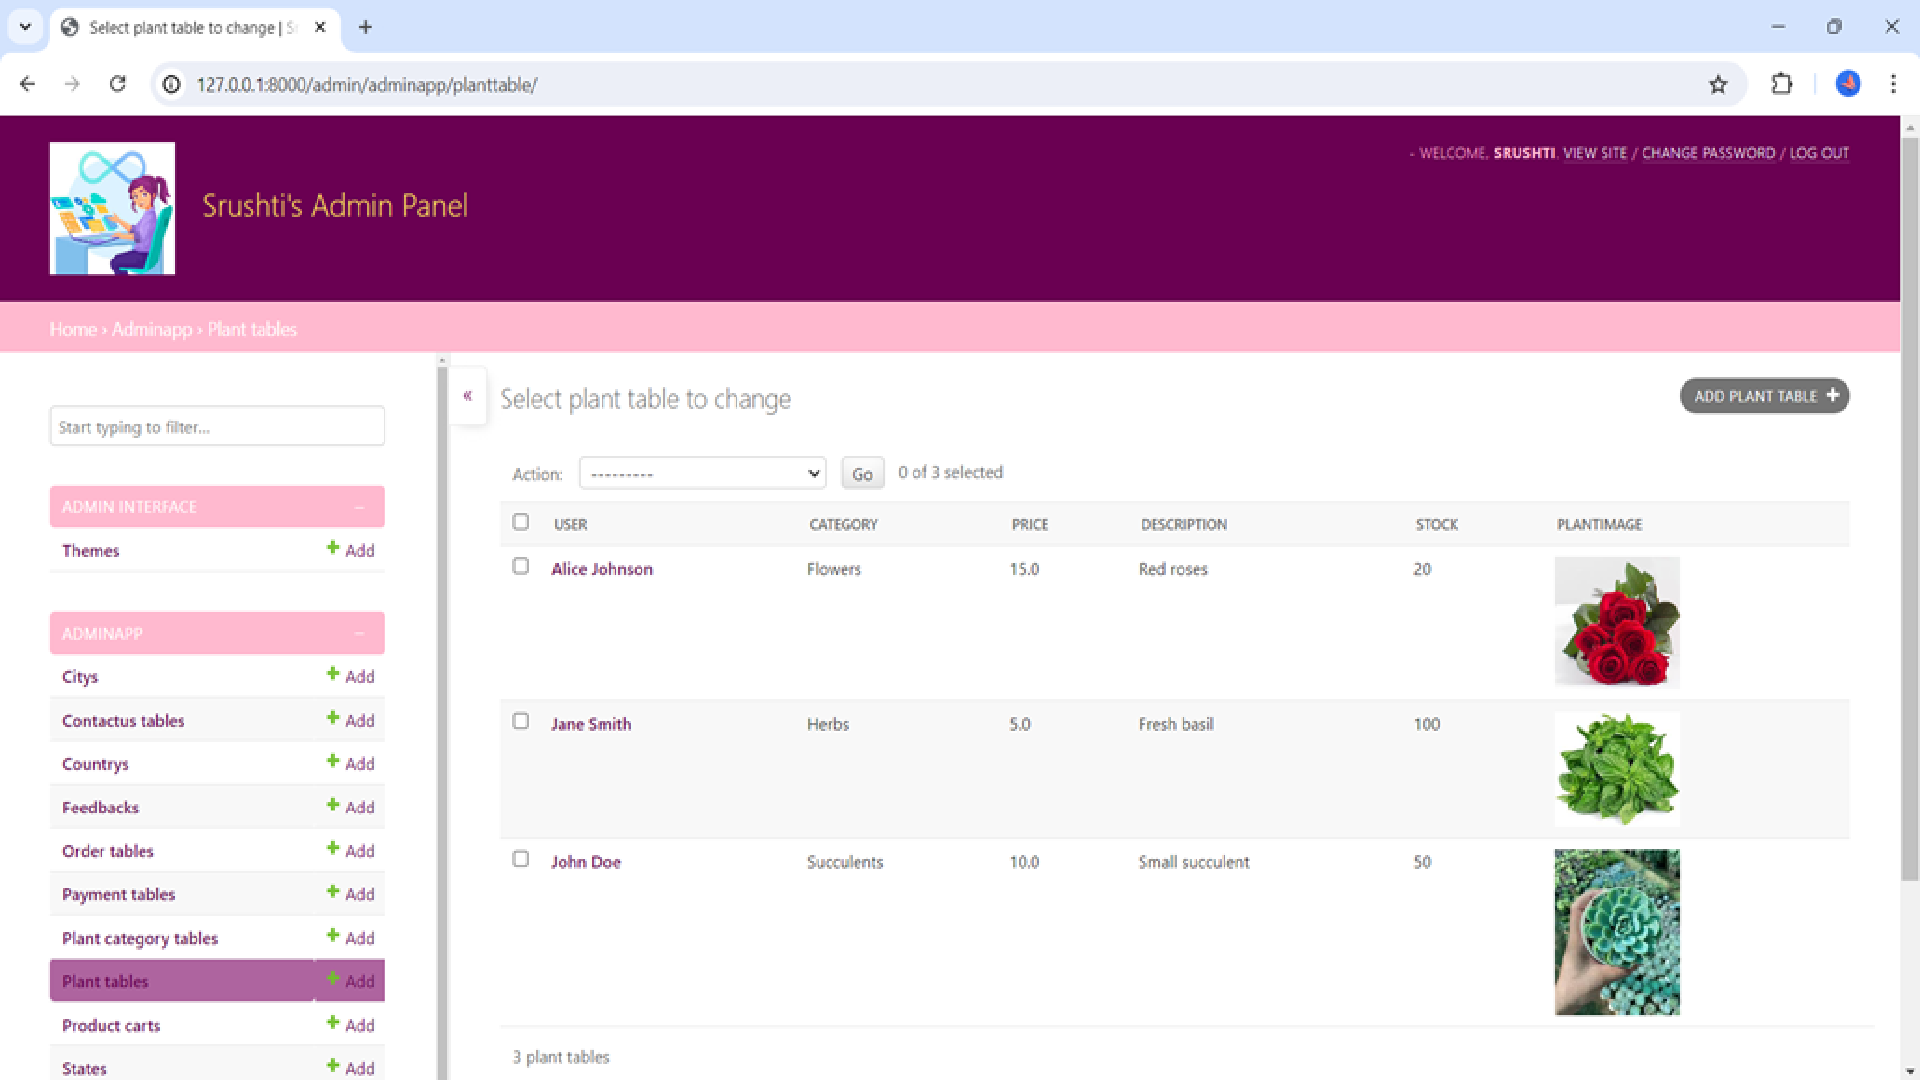 Select plant table to change | S
127.0.0.1:8000/admin/adminapp/planttable/
- WELCOME, SRUSHTI. VIEW SITE / CHANGE PASSWORD / LOG OUT
Srushti's Admin Panel
Home › Adminapp › Plant tables
Start typing to filter...
ADMIN INTERFACE –
Themes + Add
ADMINAPP –
Citys + Add
Contactus tables + Add
Countrys + Add
Feedbacks + Add
Order tables + Add
Payment tables + Add
Plant category tables + Add
Plant tables + Add
Product carts + Add
States + Add
«
Select plant table to change
ADD PLANT TABLE +
Action: --------- Go 0 of 3 selected
USER CATEGORY PRICE DESCRIPTION STOCK PLANTIMAGE
Alice Johnson Flowers 15.0 Red roses 20
Jane Smith Herbs 5.0 Fresh basil 100
John Doe Succulents 10.0 Small succulent 50
3 plant tables